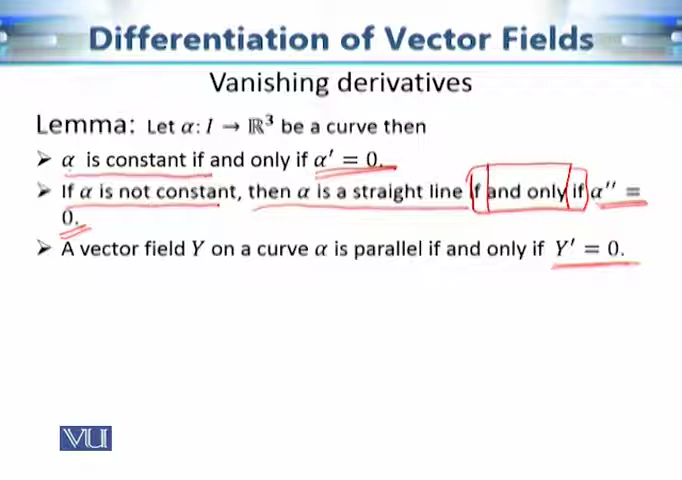 Differentiation of Vector Fields
Vanishing derivatives
Lemma: Let α: I → ℝ³ be a curve then
➢ α is constant if and only if α′ = 0.
➢ If α is not constant, then α is a straight line if and only if α′′ =
0.
➢ A vector field Y on a curve α is parallel if and only if Y′ = 0.
VU